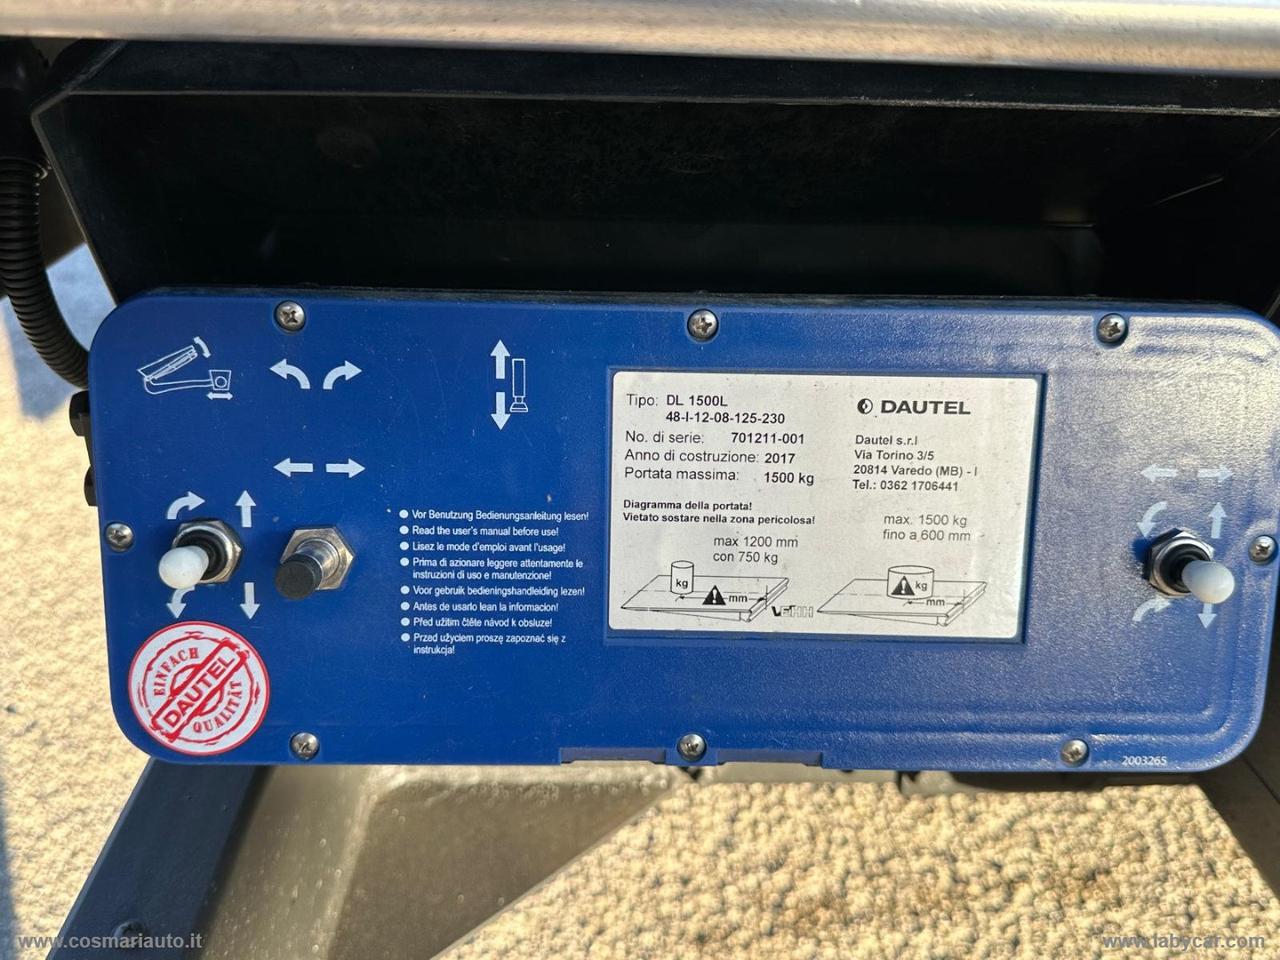 Tipo: DL 1500L
48-I-12-08-125-230
No. di serie: 701211-001
Anno di costruzione: 2017
Portata massima: 1500 kg
DAUTEL
Dautel s.r.l
Via Torino 3/5
20814 Varedo (MB) - I
Tel.: 0362 1706441
Diagramma della portata!
Vietato sostare nella zona pericolosa!
max 1200 mm
con 750 kg
max. 1500 kg
fino a 600 mm
kg
mm
kg
mm
Vor Benutzung Bedienungsanleitung lesen!
Read the user's manual before use!
Lisez le mode d'emploi avant l'usage!
Prima di azionare leggere attentamente le
instruzioni di uso e manutenzione!
Voor gebruik bedieningshandleiding lezen!
Antes de usarlo lean la informacion!
Před užitím čtěte návod k obsluze!
Przed użyciem proszę zapoznać się z
instrukcja!
EINFACH
DAUTEL
QUALITÄT
2003265
www.cosmariauto.it
www.labycar.com